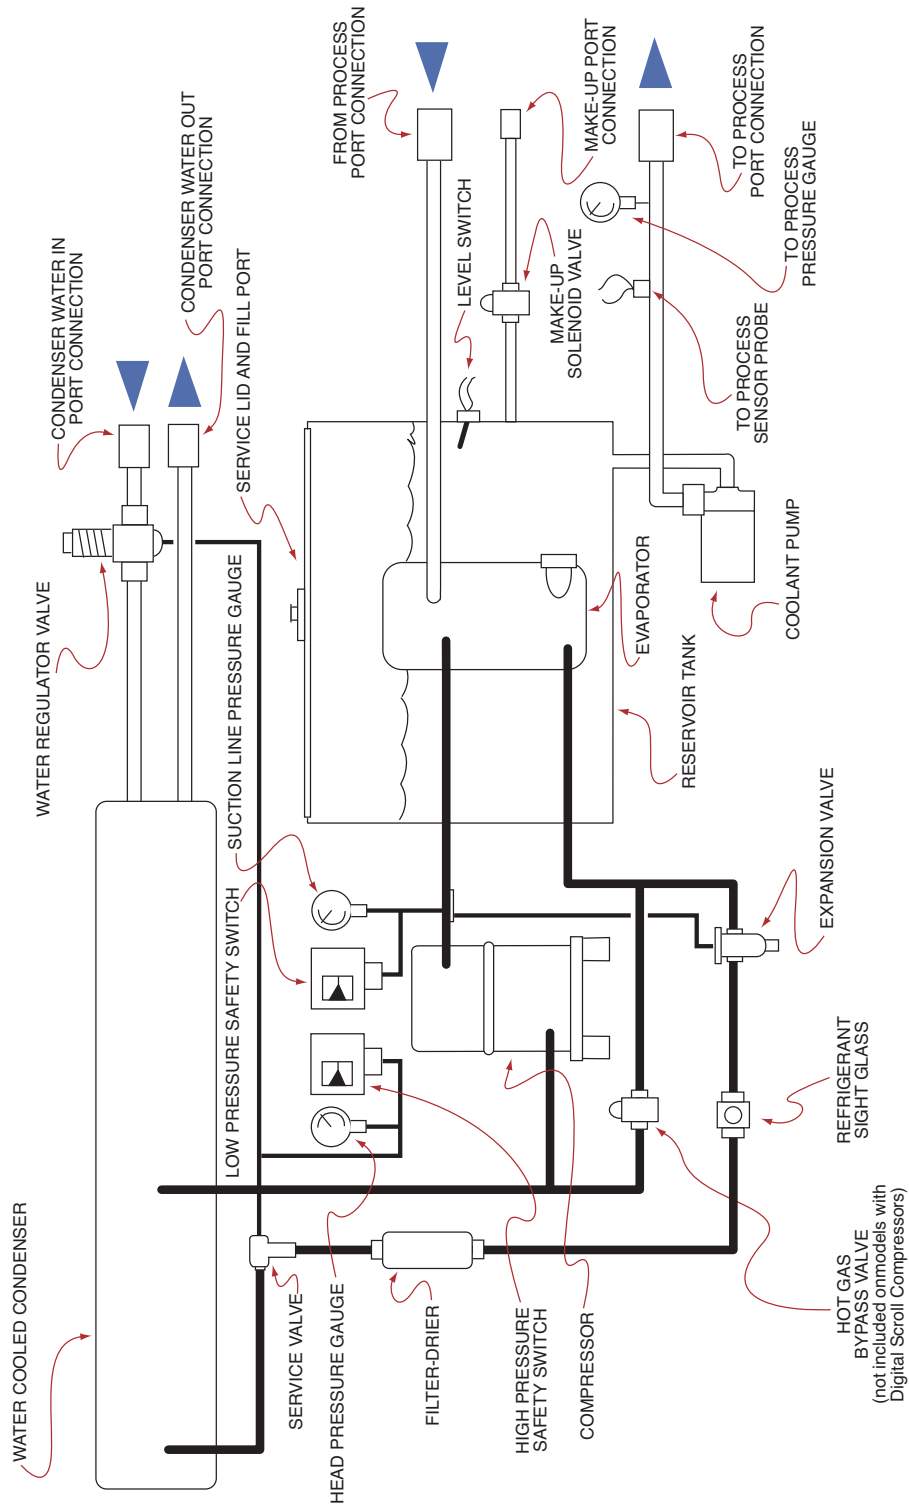 WATER COOLED CONDENSER
WATER REGULATOR VALVE
CONDENSER WATER IN
PORT CONNECTION
CONDENSER WATER OUT
PORT CONNECTION
SERVICE LID AND FILL PORT
SUCTION LINE PRESSURE GAUGE
LOW PRESSURE SAFETY SWITCH
SERVICE VALVE
HEAD PRESSURE GAUGE
FILTER-DRIER
HIGH PRESSURE
SAFETY SWITCH
COMPRESSOR
FROM PROCESS
PORT CONNECTION
LEVEL SWITCH
MAKE-UP
SOLENOID VALVE
MAKE-UP PORT
CONNECTION
EVAPORATOR
RESERVOIR TANK
TO PROCESS
SENSOR PROBE
TO PROCESS
PORT CONNECTION
TO PROCESS
PRESSURE GAUGE
COOLANT PUMP
EXPANSION VALVE
REFRIGERANT
SIGHT GLASS
HOT GAS
BYPASS VALVE
(not included onmodels with
Digital Scroll Compressors)